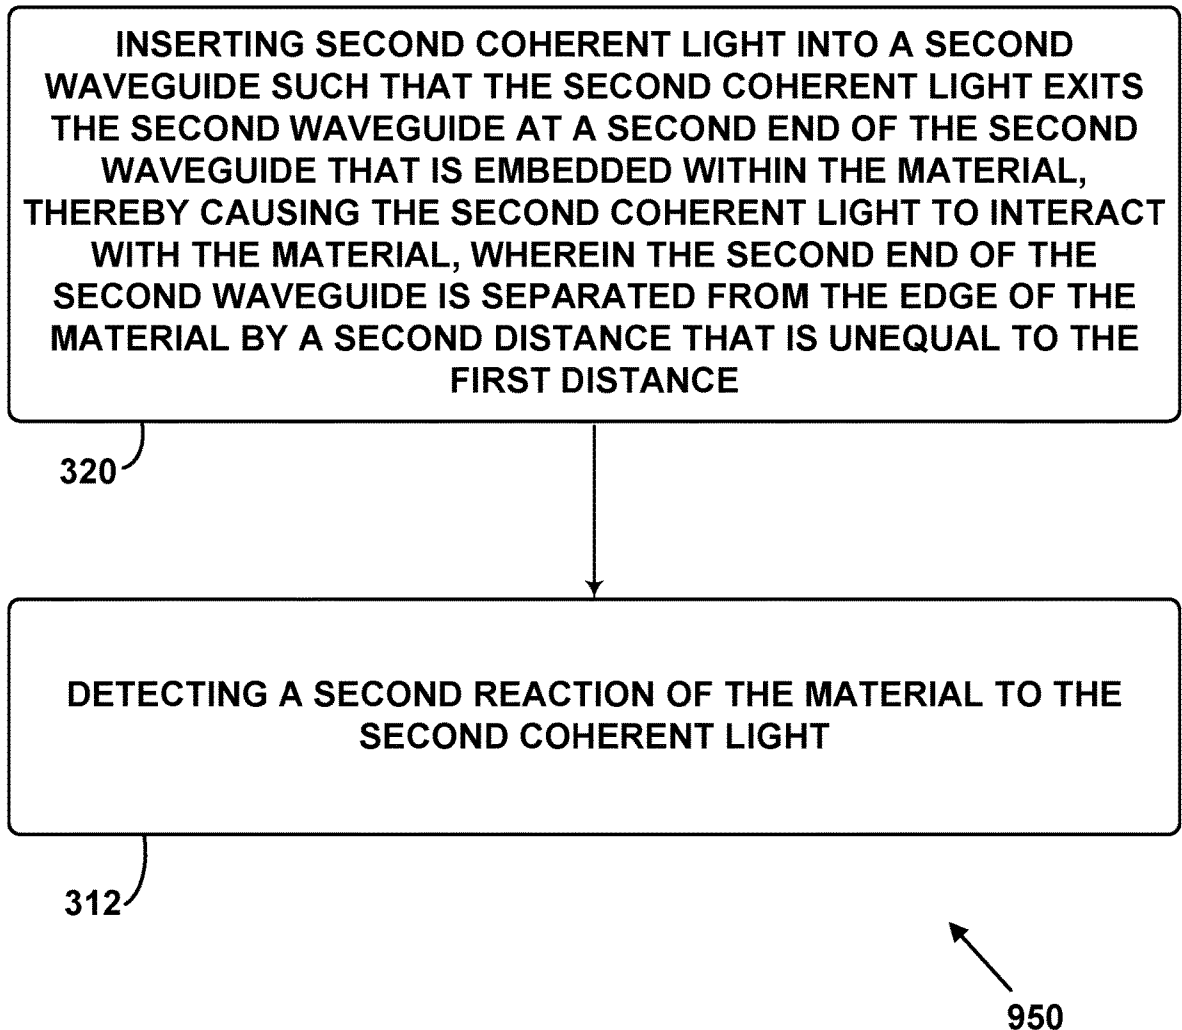 INSERTING SECOND COHERENT LIGHT INTO A SECOND
WAVEGUIDE SUCH THAT THE SECOND COHERENT LIGHT EXITS
THE SECOND WAVEGUIDE AT A SECOND END OF THE SECOND
WAVEGUIDE THAT IS EMBEDDED WITHIN THE MATERIAL,
THEREBY CAUSING THE SECOND COHERENT LIGHT TO INTERACT
WITH THE MATERIAL, WHEREIN THE SECOND END OF THE
SECOND WAVEGUIDE IS SEPARATED FROM THE EDGE OF THE
MATERIAL BY A SECOND DISTANCE THAT IS UNEQUAL TO THE
FIRST DISTANCE
320
DETECTING A SECOND REACTION OF THE MATERIAL TO THE
SECOND COHERENT LIGHT
312
950